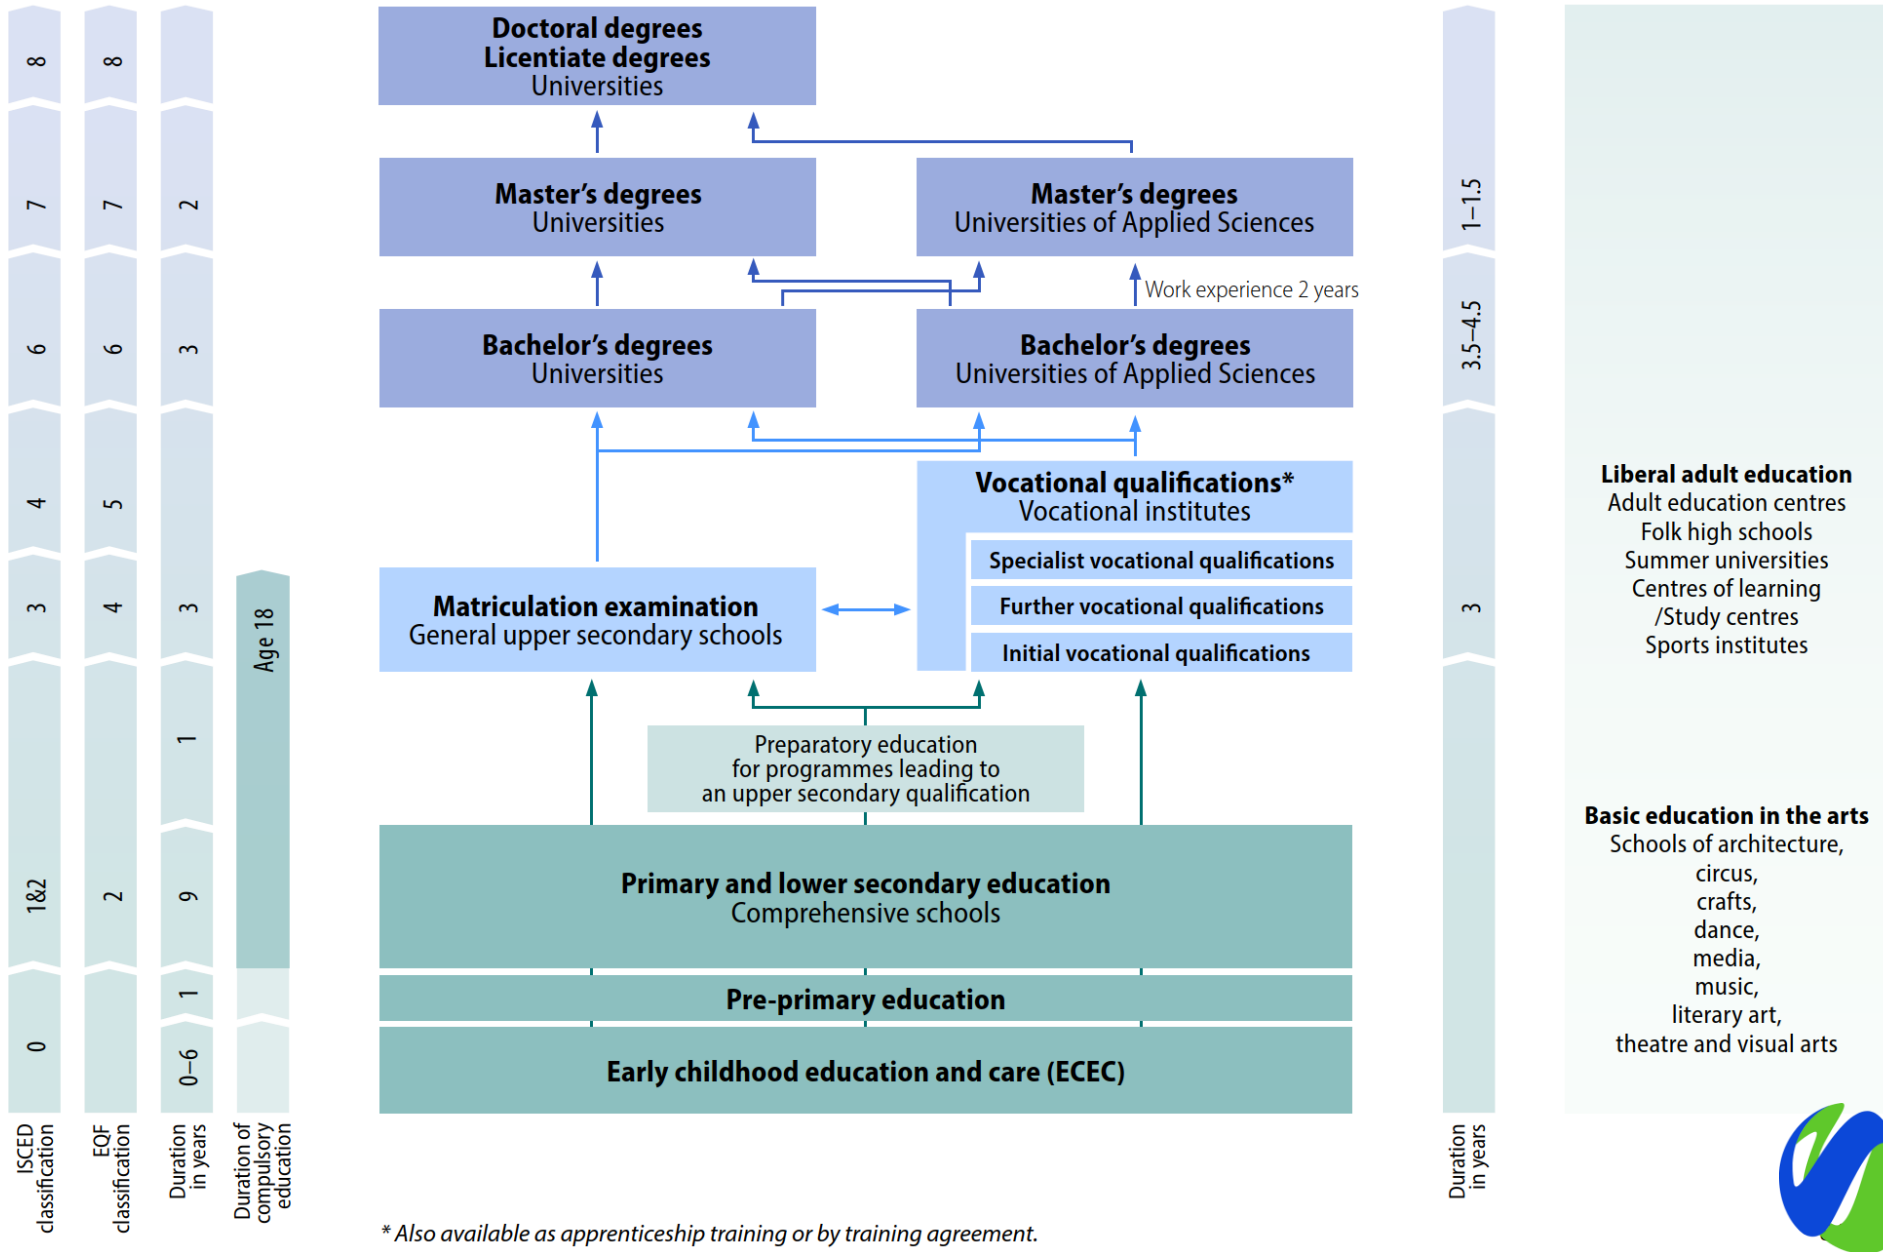 8
7
6
4
3
1&2
0
ISCED
classification
8
7
6
5
4
2
EQF
classification
2
3
3
1
9
1
0–6
Duration
in years
Age 18
Duration of
compulsory
education
Doctoral degrees
Licentiate degrees
Universities
Master’s degrees
Universities
Master’s degrees
Universities of Applied Sciences
Work experience 2 years
Bachelor’s degrees
Universities
Bachelor’s degrees
Universities of Applied Sciences
Vocational qualifications*
Vocational institutes
Specialist vocational qualifications
Further vocational qualifications
Initial vocational qualifications
Matriculation examination
General upper secondary schools
Preparatory education
for programmes leading to
an upper secondary qualification
Primary and lower secondary education
Comprehensive schools
Pre-primary education
Early childhood education and care (ECEC)
1–1.5
3.5–4.5
3
Duration
in years
Liberal adult education
Adult education centres
Folk high schools
Summer universities
Centres of learning
/Study centres
Sports institutes
Basic education in the arts
Schools of architecture,
circus,
crafts,
dance,
media,
music,
literary art,
theatre and visual arts
* Also available as apprenticeship training or by training agreement.